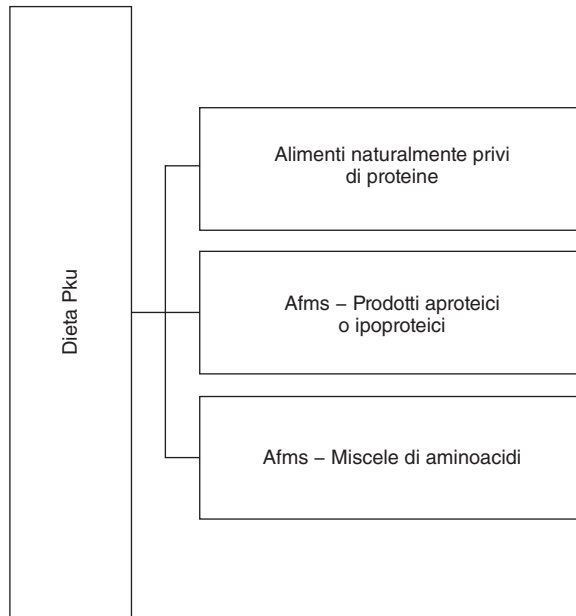 Dieta Pku
Alimenti naturalmente privi
di proteine
Afms – Prodotti aproteici
o ipoproteici
Afms – Miscele di aminoacidi